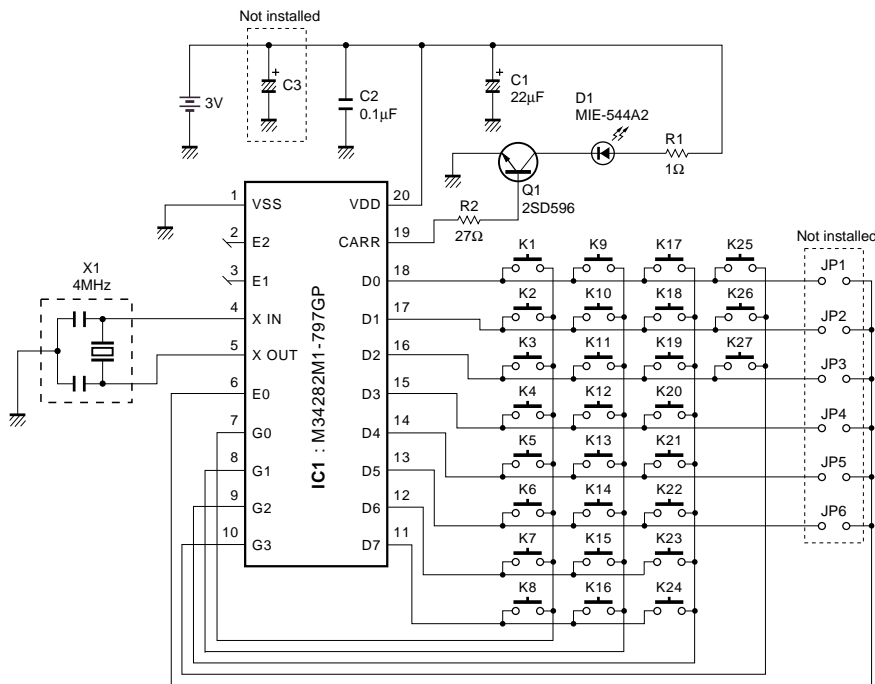 Not installed
C3
3V
C2
0.1µF
C1
22µF
D1
MIE-544A2
R1
1Ω
Q1
2SD596
R2
27Ω
1 VSS VDD 20
2 E2 CARR 19
3 E1 D0 18
4 X IN D1 17
5 X OUT D2 16
6 E0 D3 15
7 G0 D4 14
8 G1 D5 13
9 G2 D6 12
10 G3 D7 11
IC1 : M34282M1-797GP
X1
4MHz
Not installed
K1 K9 K17 K25 JP1
K2 K10 K18 K26 JP2
K3 K11 K19 K27 JP3
K4 K12 K20 JP4
K5 K13 K21 JP5
K6 K14 K22 JP6
K7 K15 K23
K8 K16 K24